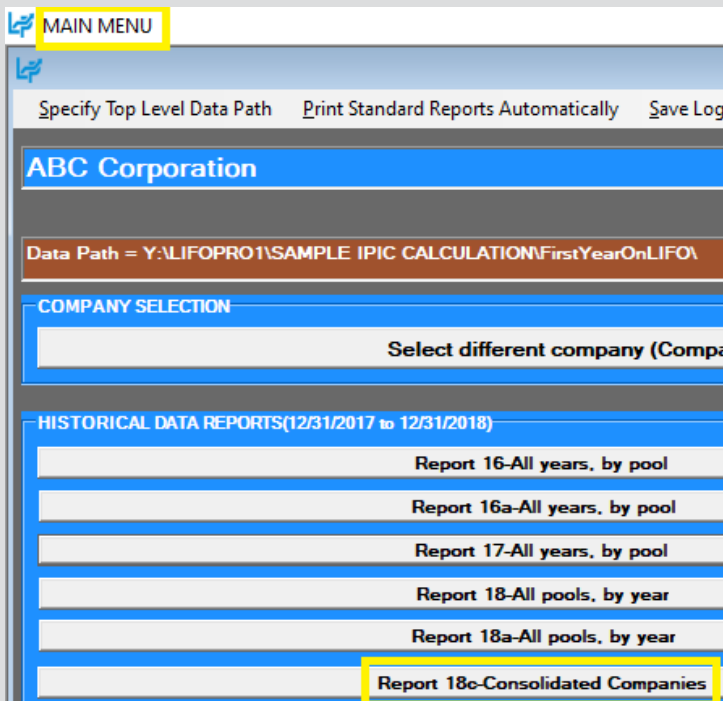 MAIN MENU
Specify Top Level Data Path Print Standard Reports Automatically Save Log
ABC Corporation
Data Path = Y:\LIFOPRO1\SAMPLE IPIC CALCULATION\FirstYearOnLIFO\
COMPANY SELECTION
Select different company (Compa
HISTORICAL DATA REPORTS(12/31/2017 to 12/31/2018)
Report 16-All years, by pool
Report 16a-All years, by pool
Report 17-All years, by pool
Report 18-All pools, by year
Report 18a-All pools, by year
Report 18c-Consolidated Companies